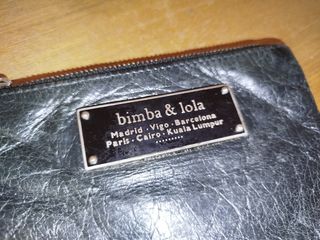 bimba & lola
Madrid · Vigo · Barcelona
Paris · Cairo · Kuala Lumpur
.........